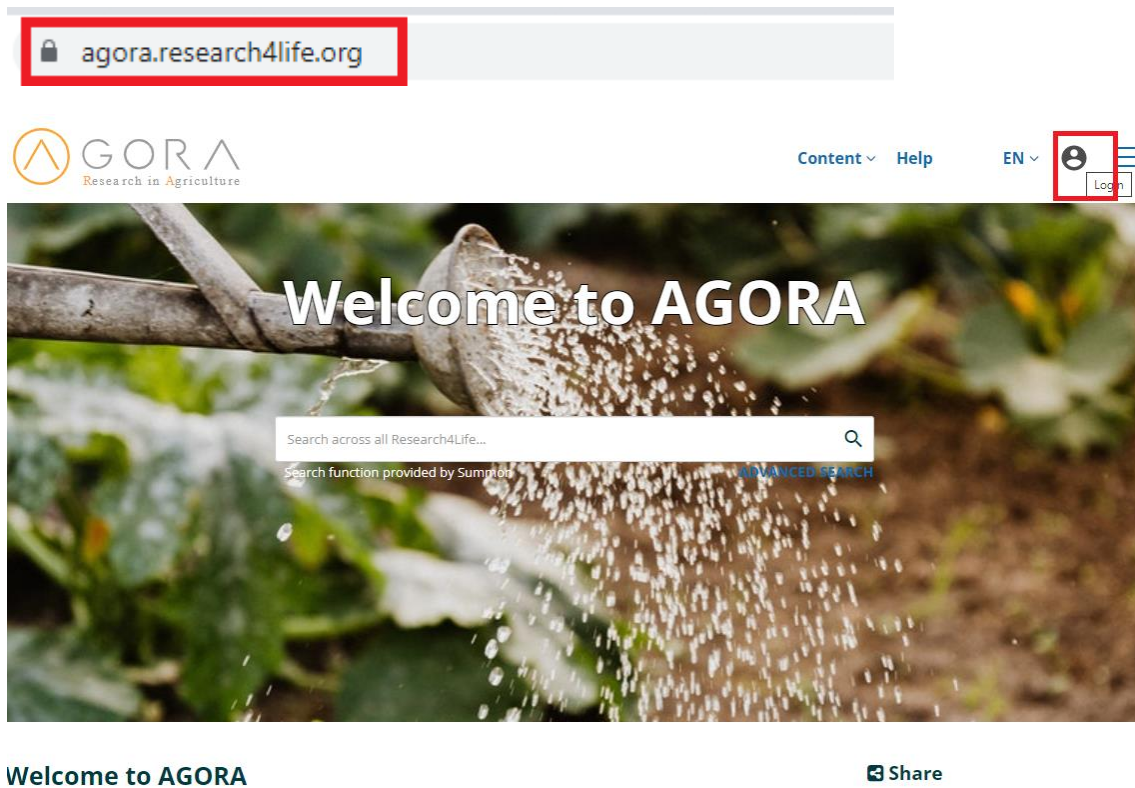 agora.research4life.org
GORA
Research in Agriculture
Content
Help
EN
Login
Welcome to AGORA
Search across all Research4Life...
Search function provided by Summon
ADVANCED SEARCH
Welcome to AGORA
Share